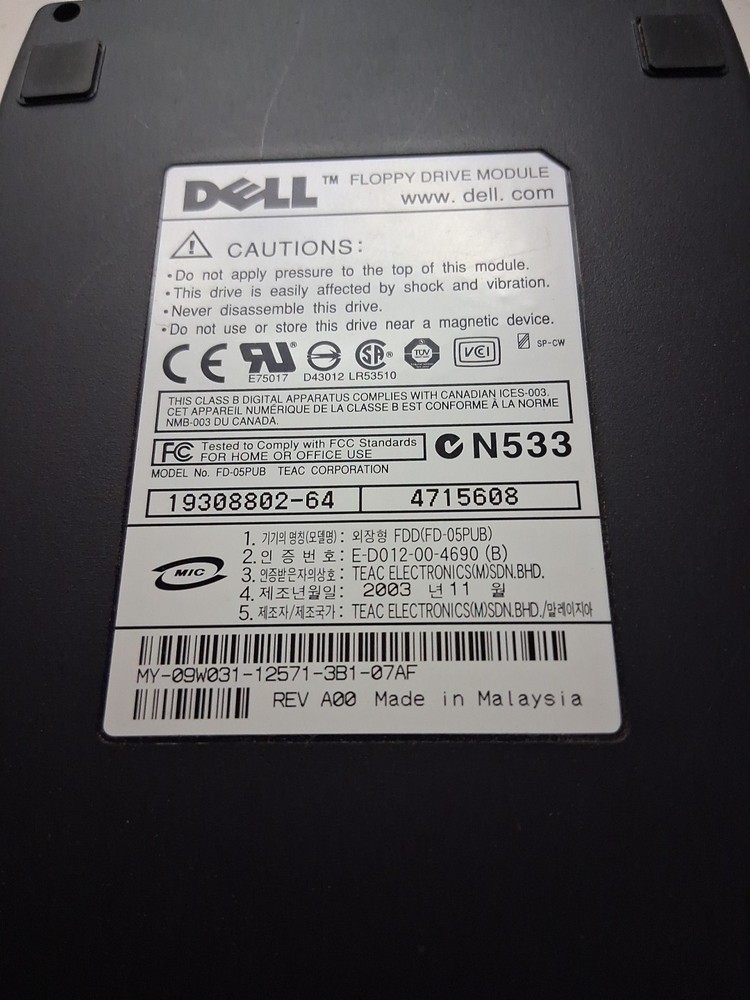 DELL™ FLOPPY DRIVE MODULE
www. dell. com
CAUTIONS:
•Do not apply pressure to the top of this module.
•This drive is easily affected by shock and vibration.
•Never disassemble this drive.
•Do not use or store this drive near a magnetic device.
CE UR® SA® TÜV VCI SP-CW
E75017 D43012 LR53510
THIS CLASS B DIGITAL APPARATUS COMPLIES WITH CANADIAN ICES-003.
CET APPAREIL NUMÉRIQUE DE LA CLASSE B EST CONFORME À LA NORME
NMB-003 DU CANADA.
FC Tested to Comply with FCC Standards
FOR HOME OR OFFICE USE
N533
MODEL No. FD-05PUB TEAC CORPORATION
19308802-64 4715608
MIC
1. 기기의 명칭(모델명) : 외장형 FDD(FD-05PUB)
2. 인 증 번 호 : E-D012-00-4690 (B)
3. 인증받은자의상호 : TEAC ELECTRONICS(M)SDN.BHD.
4. 제조년월일 : 2003 년 11 월
5. 제조자/제조국가 : TEAC ELECTRONICS(M)SDN.BHD./말레이지아
MY-09W031-12571-3B1-07AF
REV A00 Made in Malaysia